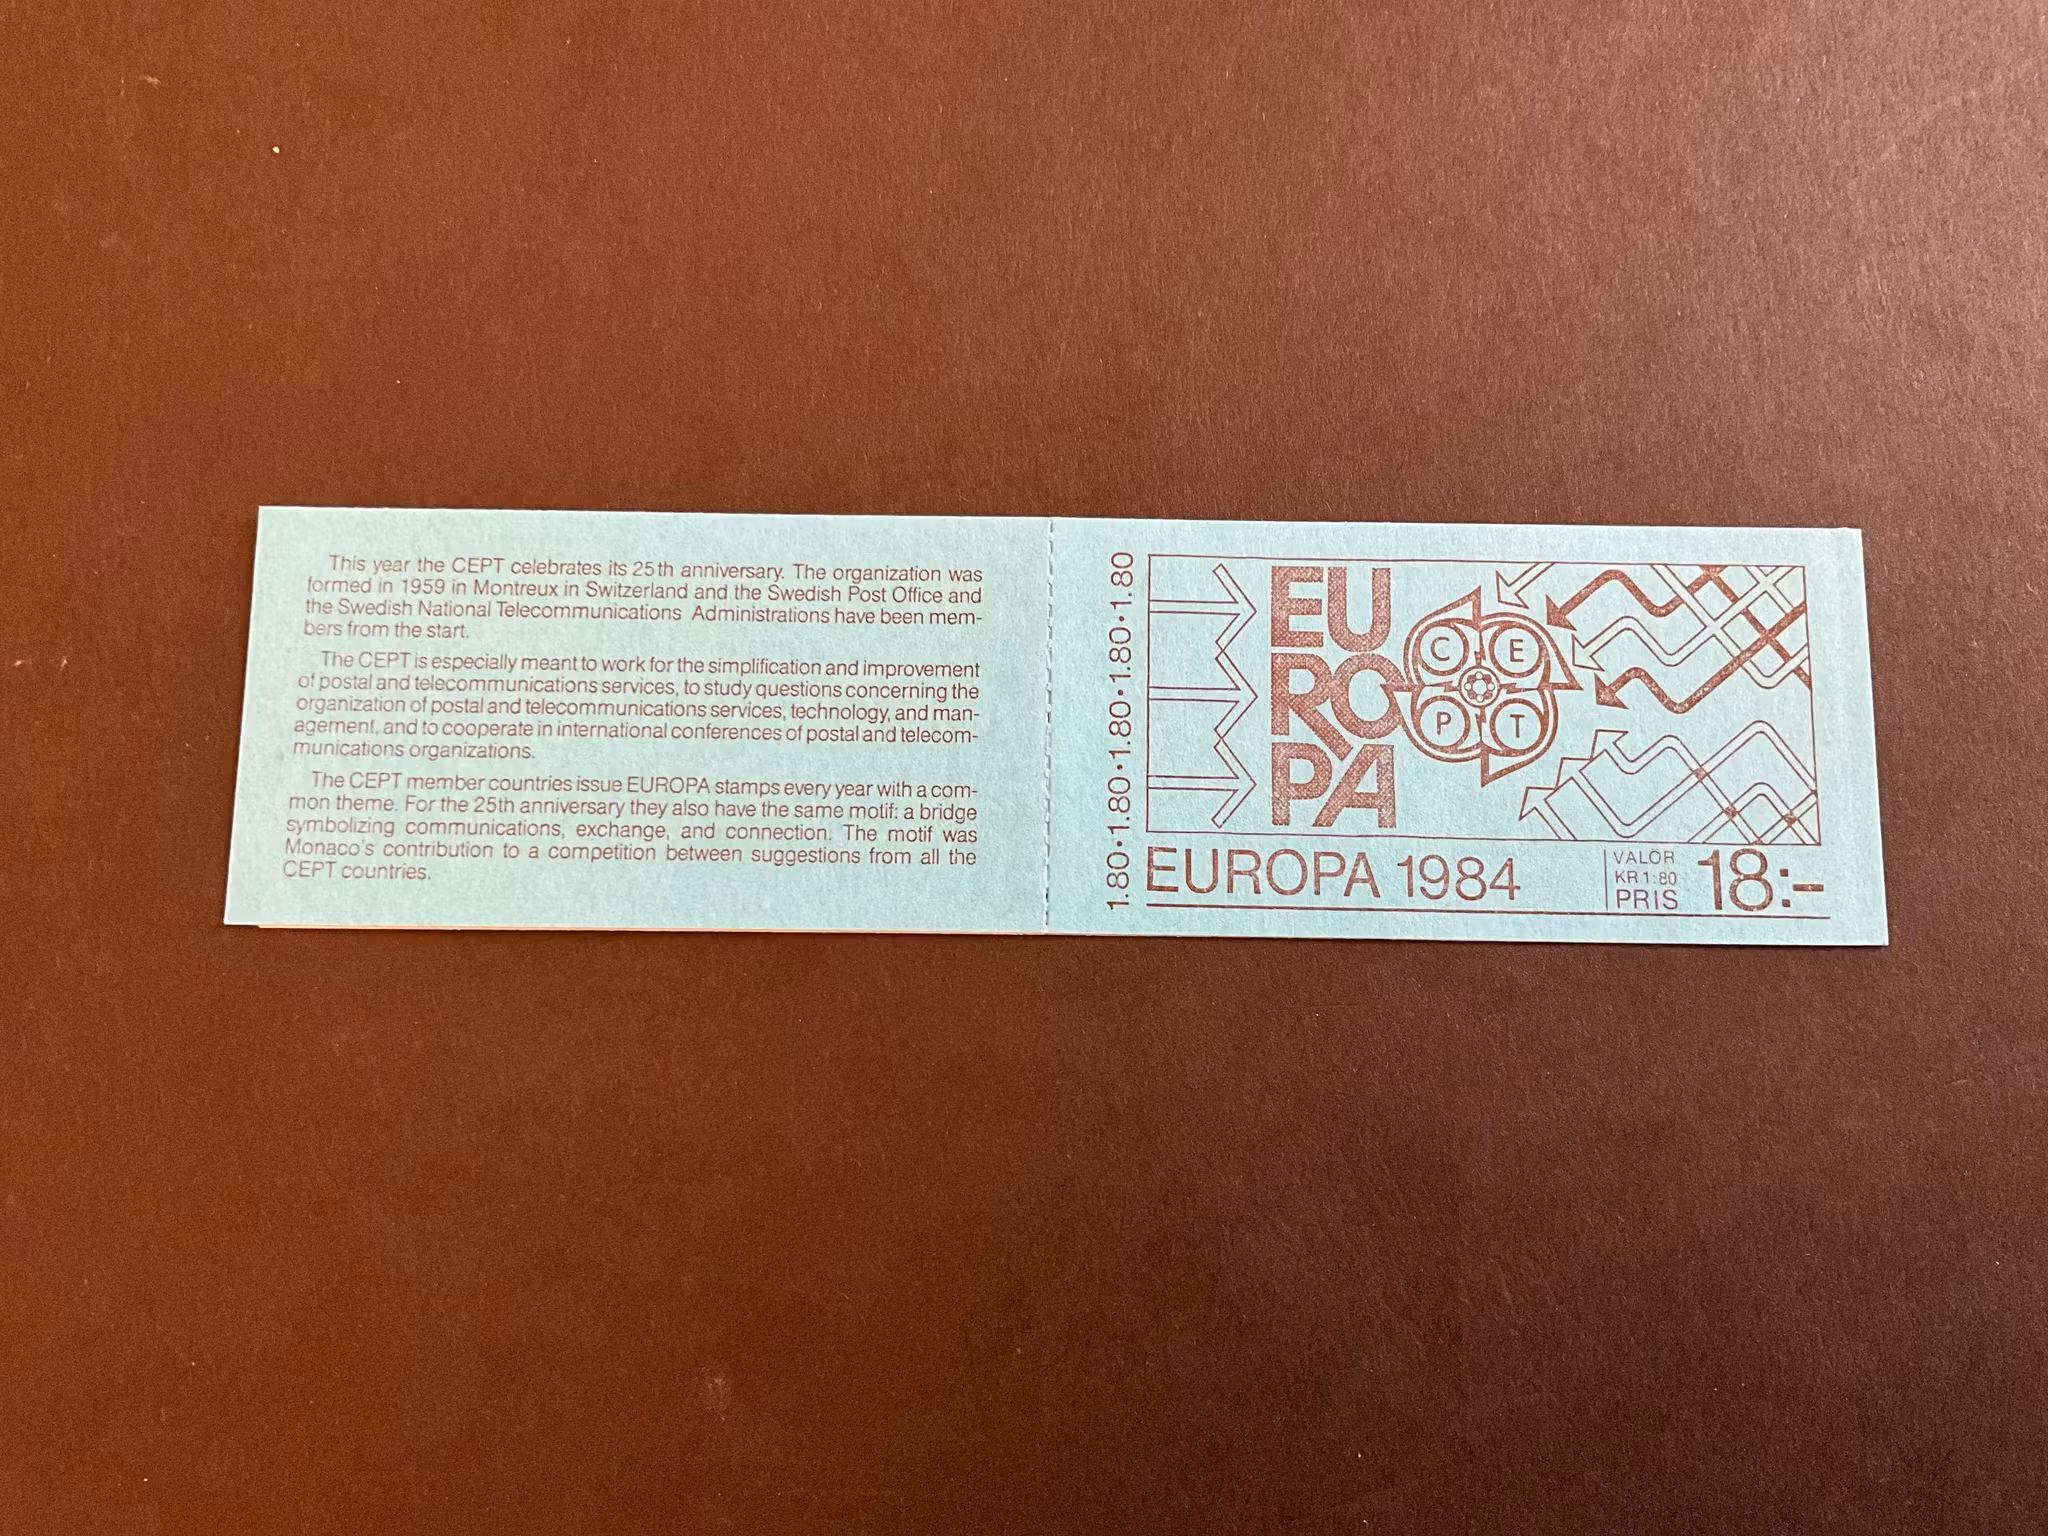 This year the CEPT celebrates its 25th anniversary. The organization was
formed in 1959 in Montreux in Switzerland and the Swedish Post Office and
the Swedish National Telecommunications Administrations have been mem-
bers from the start.
The CEPT is especially meant to work for the simplification and improvement
of postal and telecommunications services, to study questions concerning the
organization of postal and telecommunications services, technology, and man-
agement, and to cooperate in international conferences of postal and telecom-
munications organizations.
The CEPT member countries issue EUROPA stamps every year with a com-
mon theme. For the 25th anniversary they also have the same motif: a bridge
symbolizing communications, exchange, and connection. The motif was
Monaco's contribution to a competition between suggestions from all the
CEPT countries.
1.80•1.80•1.80•1.80•1.80
EU
RO
PA
C E
P T
EUROPA 1984
VALÖR
KR 1:80
PRIS
18:-